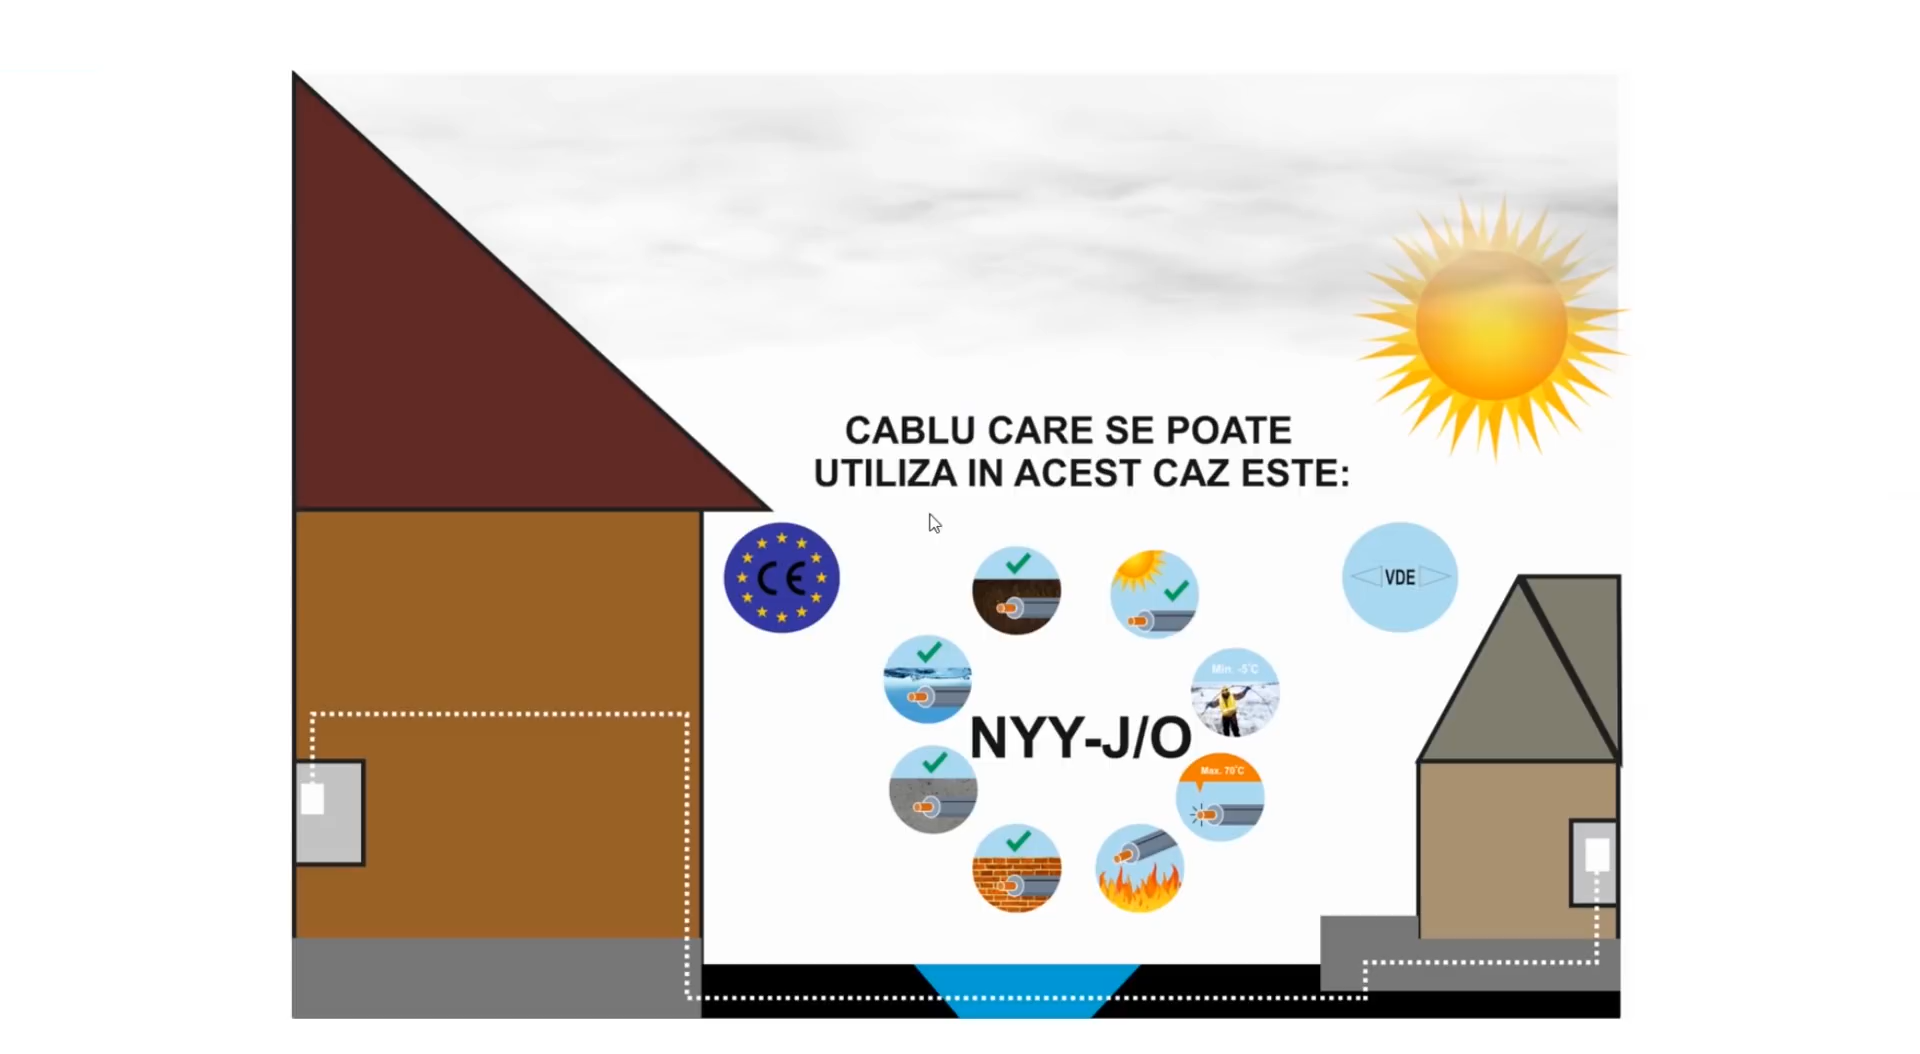 CABLU CARE SE POATE
UTILIZA IN ACEST CAZ ESTE:
CE
VDE
Min. -5°C
NYY-J/O
Max. 70°C